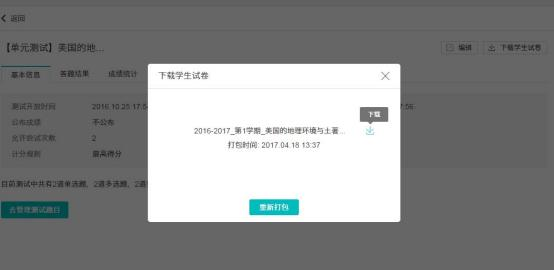 返回
【单元测试】美国的地...
编辑
下载学生试卷
基本信息 答题结果 成绩统计
下载学生试卷
下载
测试开放时间 2016.10.25 17:5
7:56
公布成绩 不公布
2016-2017_第1学期_美国的地理环境与土著...
允许尝试次数 2
打包时间: 2017.04.18 13:37
计分规则 最高得分
目前测试中共有2道单选题, 2道多选题, 2道
去管理测试题目
重新打包